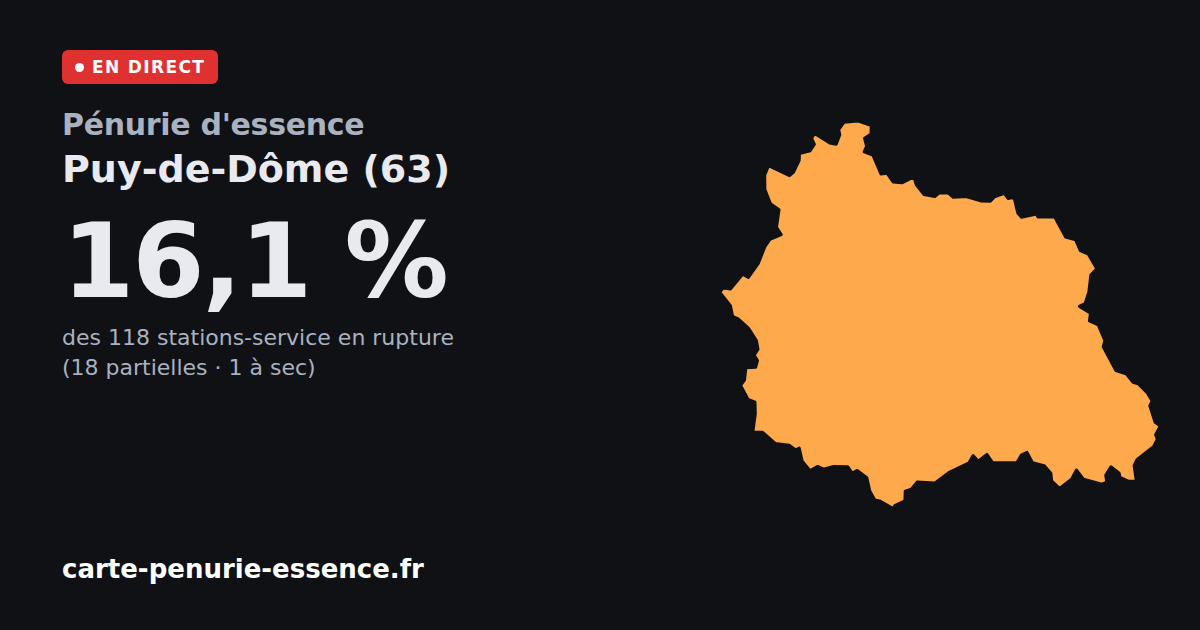 EN DIRECT
Pénurie d'essence
Puy-de-Dôme (63)
16,1 %
des 118 stations-service en rupture
(18 partielles · 1 à sec)
carte-penurie-essence.fr